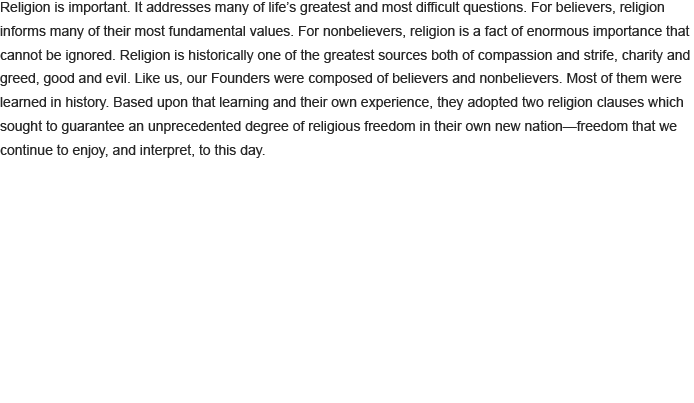 Religion is important. It addresses many of life’s greatest and most difficult questions. For believers, religion
informs many of their most fundamental values. For nonbelievers, religion is a fact of enormous importance that
cannot be ignored. Religion is historically one of the greatest sources both of compassion and strife, charity and
greed, good and evil. Like us, our Founders were composed of believers and nonbelievers. Most of them were
learned in history. Based upon that learning and their own experience, they adopted two religion clauses which
sought to guarantee an unprecedented degree of religious freedom in their own new nation—freedom that we
continue to enjoy, and interpret, to this day.